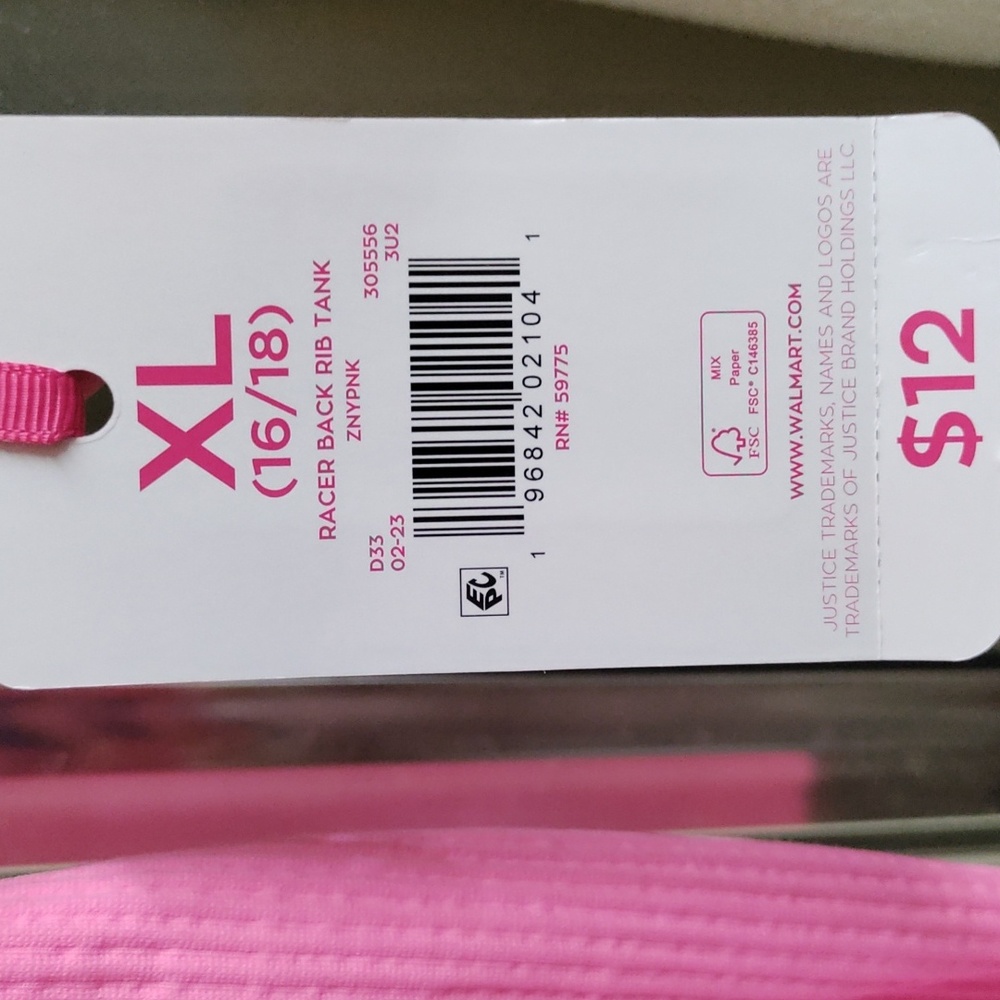 XL
(16/18)
RACER BACK RIB TANK
ZNYPNK
D33 305556
02-23 3U2
EPC™
1 96842 02104 1
RN# 59775
MIX
Paper
FSC FSC® C146385
WWW.WALMART.COM
JUSTICE TRADEMARKS, NAMES AND LOGOS ARE
TRADEMARKS OF JUSTICE BRAND HOLDINGS LLC.
$12